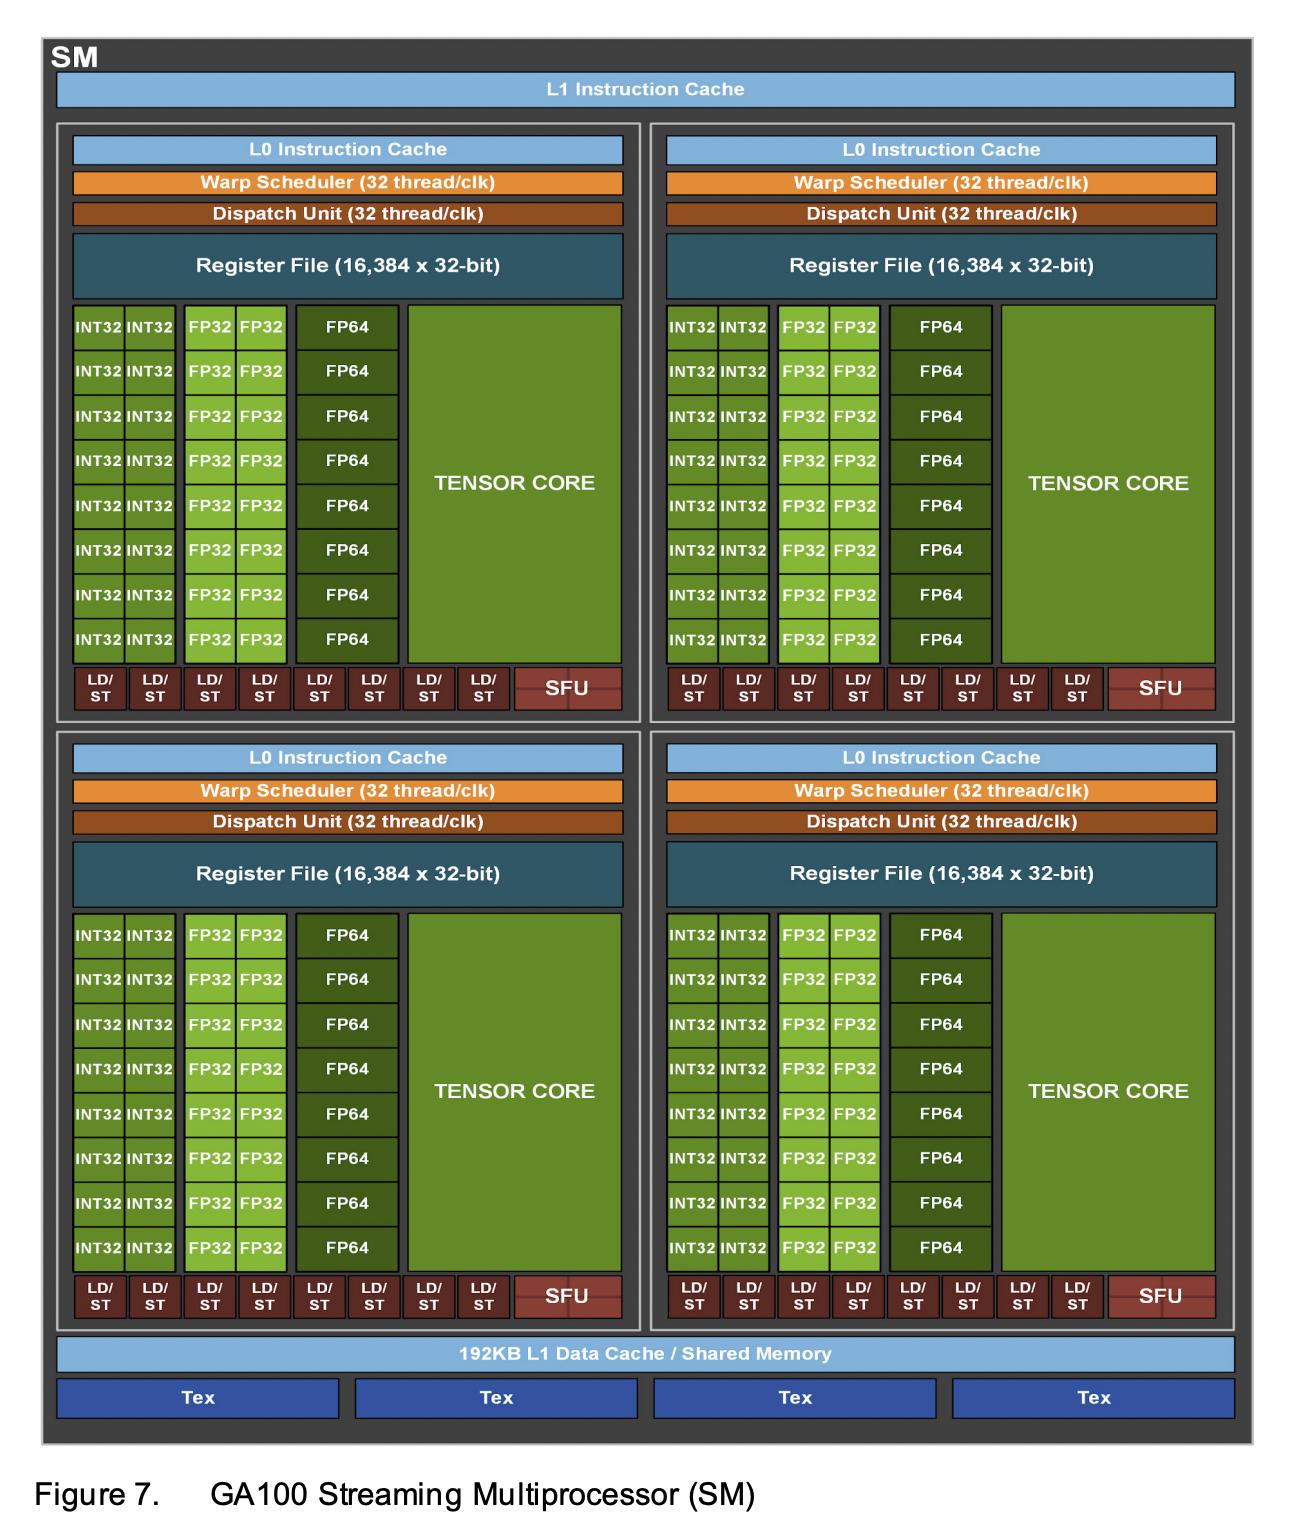 SM
L1 Instruction Cache
L0 Instruction Cache
Warp Scheduler (32 thread/clk)
Dispatch Unit (32 thread/clk)
Register File (16,384 x 32-bit)
INT32 INT32 FP32 FP32 FP64
INT32 INT32 FP32 FP32 FP64
INT32 INT32 FP32 FP32 FP64
INT32 INT32 FP32 FP32 FP64
TENSOR CORE
INT32 INT32 FP32 FP32 FP64
INT32 INT32 FP32 FP32 FP64
INT32 INT32 FP32 FP32 FP64
INT32 INT32 FP32 FP32 FP64
LD/ LD/ LD/ LD/ LD/ LD/ LD/ LD/
ST ST ST ST ST ST ST ST
SFU
L0 Instruction Cache
Warp Scheduler (32 thread/clk)
Dispatch Unit (32 thread/clk)
Register File (16,384 x 32-bit)
INT32 INT32 FP32 FP32 FP64
INT32 INT32 FP32 FP32 FP64
INT32 INT32 FP32 FP32 FP64
INT32 INT32 FP32 FP32 FP64
TENSOR CORE
INT32 INT32 FP32 FP32 FP64
INT32 INT32 FP32 FP32 FP64
INT32 INT32 FP32 FP32 FP64
INT32 INT32 FP32 FP32 FP64
LD/ LD/ LD/ LD/ LD/ LD/ LD/ LD/
ST ST ST ST ST ST ST ST
SFU
L0 Instruction Cache
Warp Scheduler (32 thread/clk)
Dispatch Unit (32 thread/clk)
Register File (16,384 x 32-bit)
INT32 INT32 FP32 FP32 FP64
INT32 INT32 FP32 FP32 FP64
INT32 INT32 FP32 FP32 FP64
INT32 INT32 FP32 FP32 FP64
TENSOR CORE
INT32 INT32 FP32 FP32 FP64
INT32 INT32 FP32 FP32 FP64
INT32 INT32 FP32 FP32 FP64
INT32 INT32 FP32 FP32 FP64
LD/ LD/ LD/ LD/ LD/ LD/ LD/ LD/
ST ST ST ST ST ST ST ST
SFU
L0 Instruction Cache
Warp Scheduler (32 thread/clk)
Dispatch Unit (32 thread/clk)
Register File (16,384 x 32-bit)
INT32 INT32 FP32 FP32 FP64
INT32 INT32 FP32 FP32 FP64
INT32 INT32 FP32 FP32 FP64
INT32 INT32 FP32 FP32 FP64
TENSOR CORE
INT32 INT32 FP32 FP32 FP64
INT32 INT32 FP32 FP32 FP64
INT32 INT32 FP32 FP32 FP64
INT32 INT32 FP32 FP32 FP64
LD/ LD/ LD/ LD/ LD/ LD/ LD/ LD/
ST ST ST ST ST ST ST ST
SFU
192KB L1 Data Cache / Shared Memory
Tex Tex Tex Tex
Figure 7. GA100 Streaming Multiprocessor (SM)